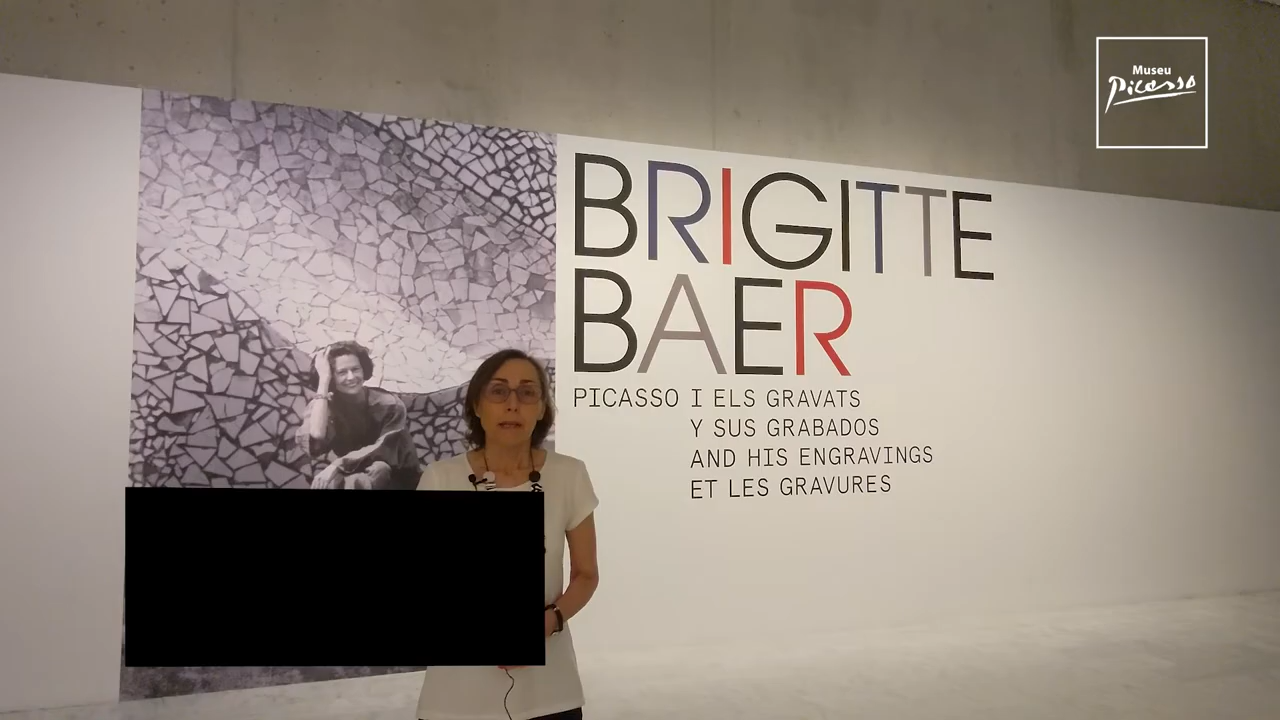 Museu
Picasso
BRIGITTE
BAER
PICASSO I ELS GRAVATS
Y SUS GRABADOS
AND HIS ENGRAVINGS
ET LES GRAVURES